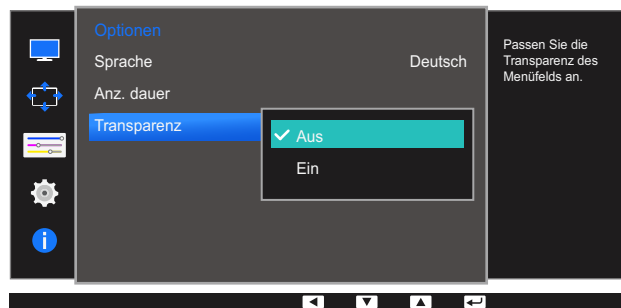 Optionen
Sprache Deutsch
Anz. dauer
Transparenz
Aus
Ein
Passen Sie die
Transparenz des
Menüfelds an.